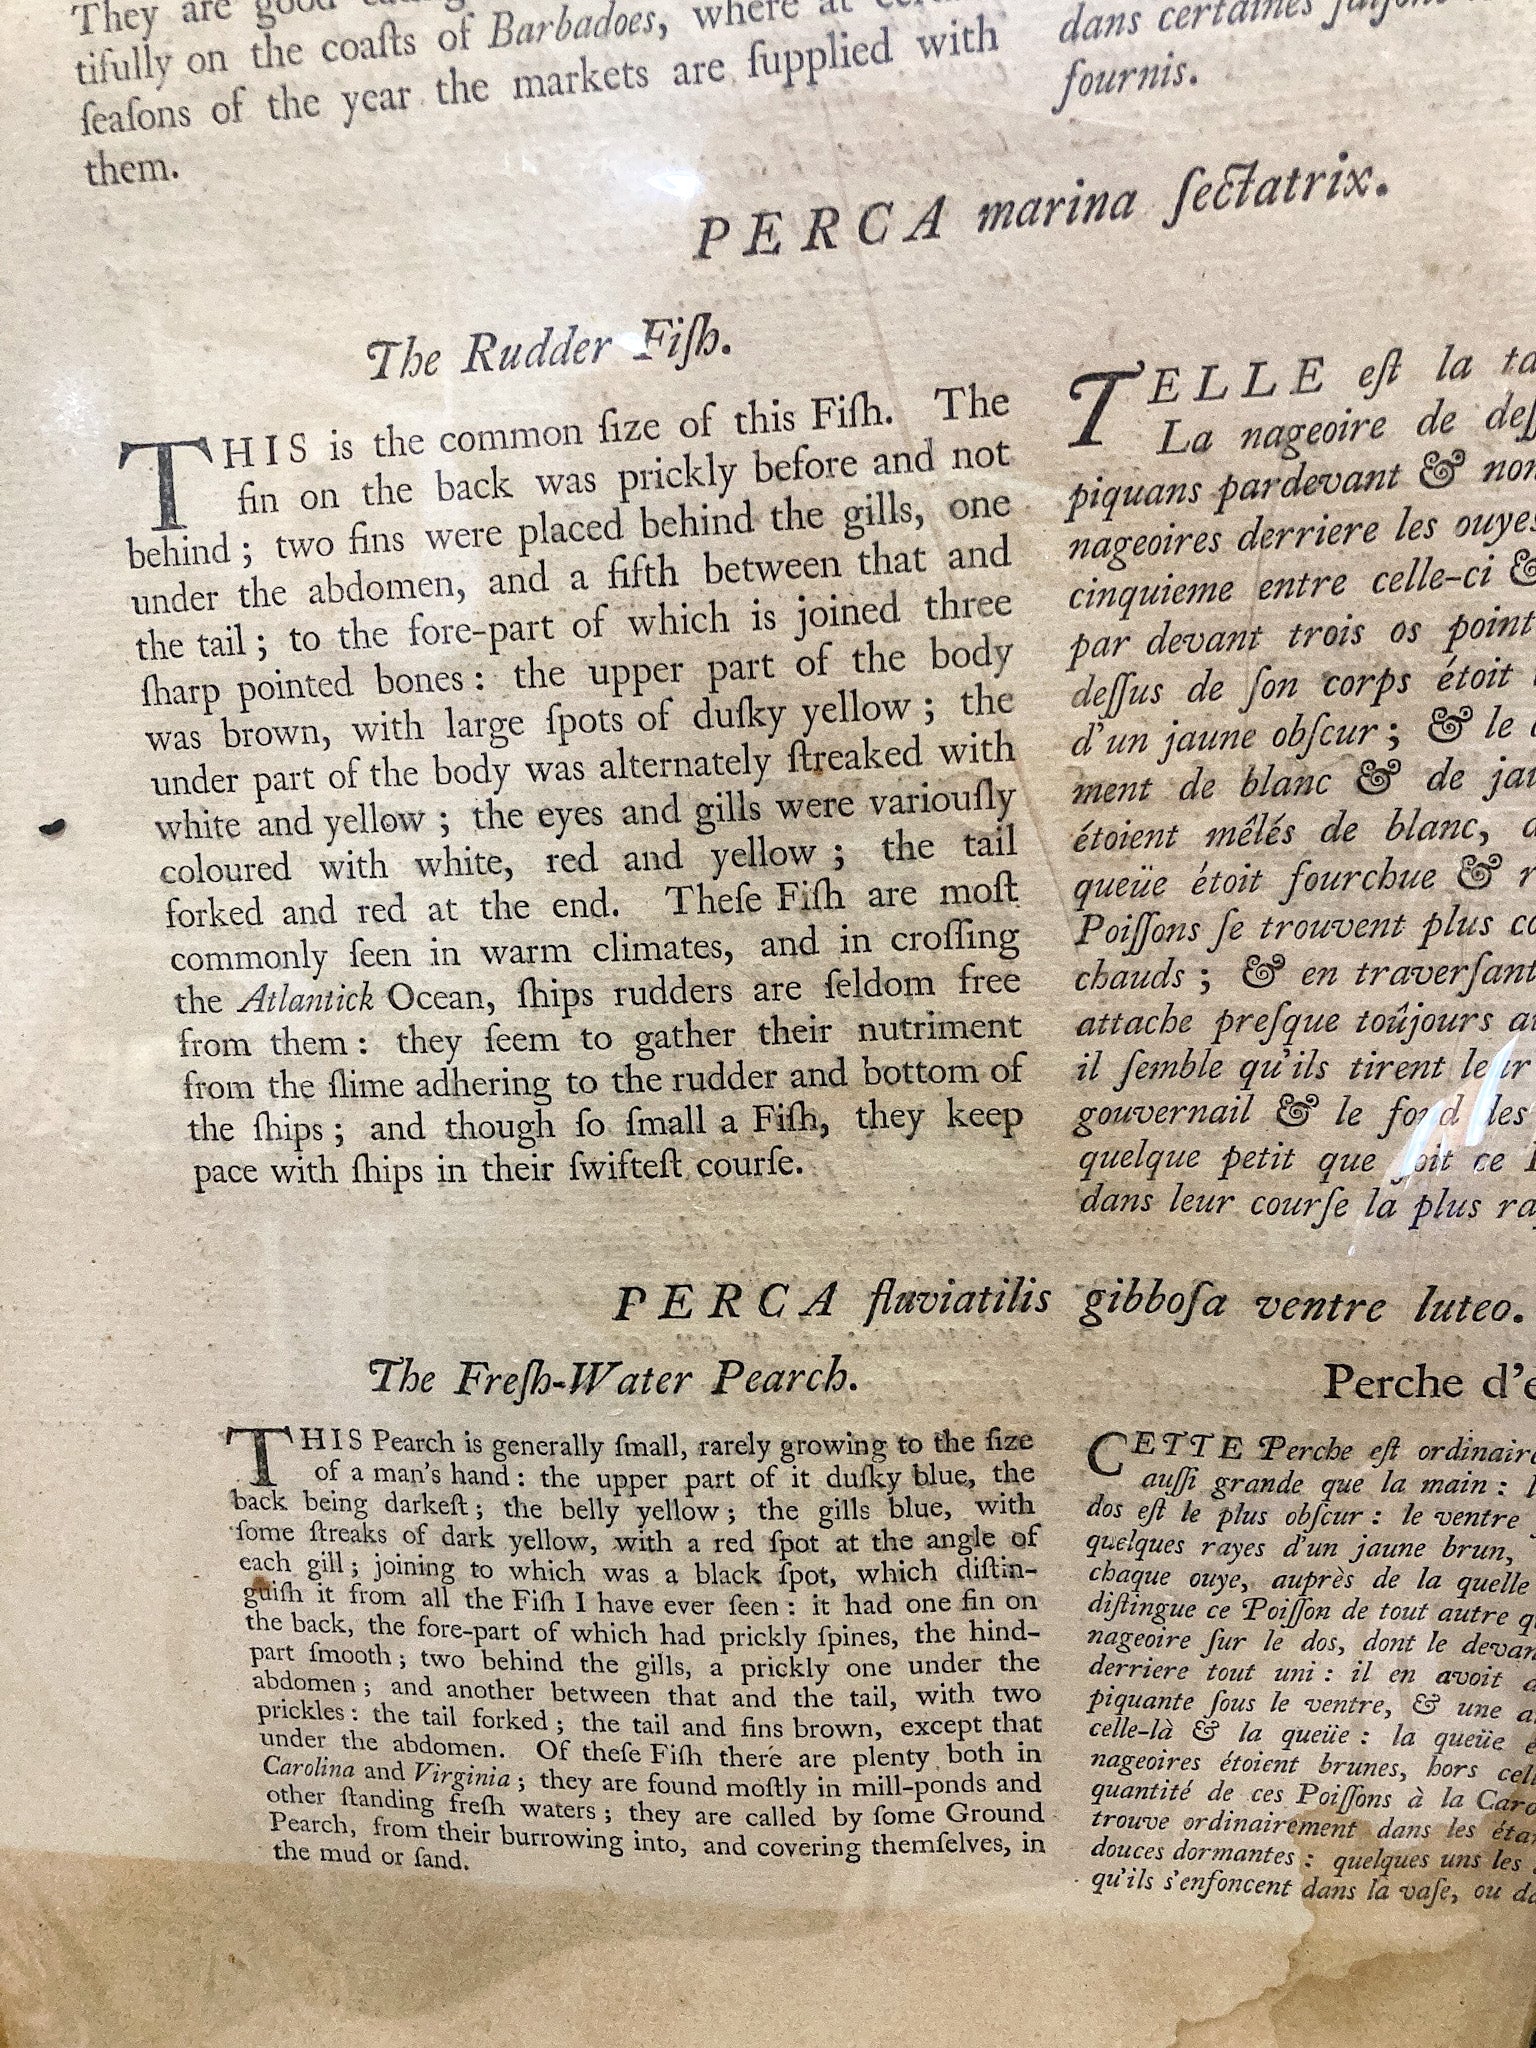 They are good
tifully on the coaſts of Barbadoes, where at
ſeaſons of the year the markets are ſupplied with
them.
dans certaines ſaiſons
fournis.
PERCA marina ſectatrix.
The Rudder Fiſh.
THIS is the common ſize of this Fiſh. The
fin on the back was prickly before and not
behind; two fins were placed behind the gills, one
under the abdomen, and a fifth between that and
the tail; to the fore-part of which is joined three
ſharp pointed bones: the upper part of the body
was brown, with large ſpots of duſky yellow; the
under part of the body was alternately ſtreaked with
white and yellow; the eyes and gills were variouſly
coloured with white, red and yellow; the tail
forked and red at the end. Theſe Fiſh are moſt
commonly ſeen in warm climates, and in croſſing
the Atlantick Ocean, ſhips rudders are ſeldom free
from them: they ſeem to gather their nutriment
from the ſlime adhering to the rudder and bottom of
the ſhips; and though ſo ſmall a Fiſh, they keep
pace with ſhips in their ſwifteſt courſe.
TELLE eſt la
La nageoire de
piquans pardevant & non
nageoires derriere les ouyes
cinquieme entre celle-ci &
par devant trois os
deſſus de ſon corps étoit
d'un jaune obſcur; & le
ment de blanc & de
étoient mêlés de blanc,
queüe étoit fourchue &
Poiſſons ſe trouvent plus
chauds; & en traverſant
attache preſque toûjours
il ſemble qu'ils tirent leur
gouvernail & le fond des
quelque petit que ſoit ce
dans leur courſe la plus
PERCA fluviatilis gibboſa ventre luteo.
The Freſh-Water Pearch.
THIS Pearch is generally ſmall, rarely growing to the ſize
of a man's hand: the upper part of it duſky blue, the
back being darkeſt; the belly yellow; the gills blue, with
ſome ſtreaks of dark yellow, with a red ſpot at the angle of
each gill; joining to which was a black ſpot, which diſtin-
guiſh it from all the Fiſh I have ever ſeen: it had one fin on
the back, the fore-part of which had prickly ſpines, the hind-
part ſmooth; two behind the gills, a prickly one under the
abdomen; and another between that and the tail, with two
prickles: the tail forked; the tail and fins brown, except that
under the abdomen. Of theſe Fiſh there are plenty both in
Carolina and Virginia; they are found moſtly in mill-ponds and
other ſtanding freſh waters; they are called by ſome Ground
Pearch, from their burrowing into, and covering themſelves, in
the mud or ſand.
Perche
CETTE Perche eſt
auſſi grande que la main:
dos eſt le plus obſcur: le ventre
quelques rayes d'un jaune brun,
chaque ouye, auprès de la quelle
diſtingue ce Poiſſon de tout autre
nageoire ſur le dos, dont le
derriere tout uni: il en avoit
piquante ſous le ventre, & une
celle-là & la queüe: la queüe
nageoires étoient brunes, hors
quantité de ces Poiſſons à la
trouve ordinairement dans les
douces dormantes: quelques uns les
qu'ils s'enfoncent dans la vaſe, ou